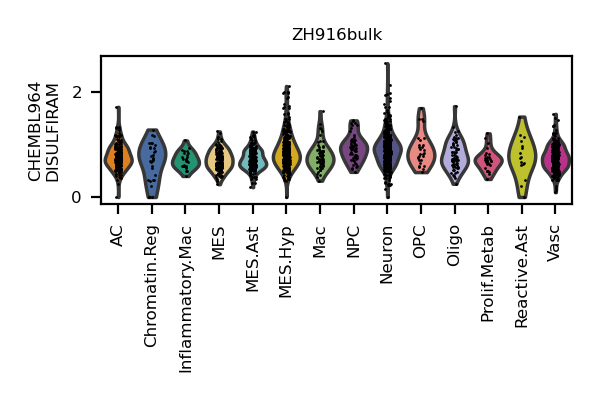 ZH916bulk
CHEMBL964
DISULFIRAM
2
0
AC
Chromatin.Reg
Inflammatory.Mac
MES
MES.Ast
MES.Hyp
Mac
NPC
Neuron
OPC
Oligo
Prolif.Metab
Reactive.Ast
Vasc